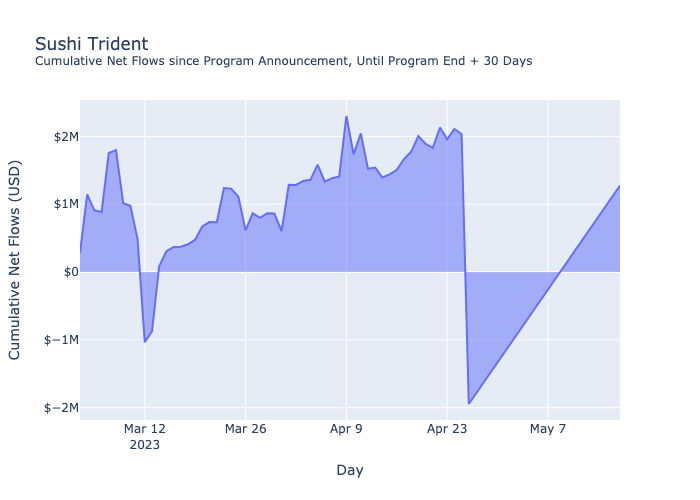 Sushi Trident
Cumulative Net Flows since Program Announcement, Until Program End + 30 Days
Cumulative Net Flows (USD)
$2M
$1M
$0
$−1M
$−2M
Mar 12
2023
Mar 26
Apr 9
Apr 23
May 7
Day